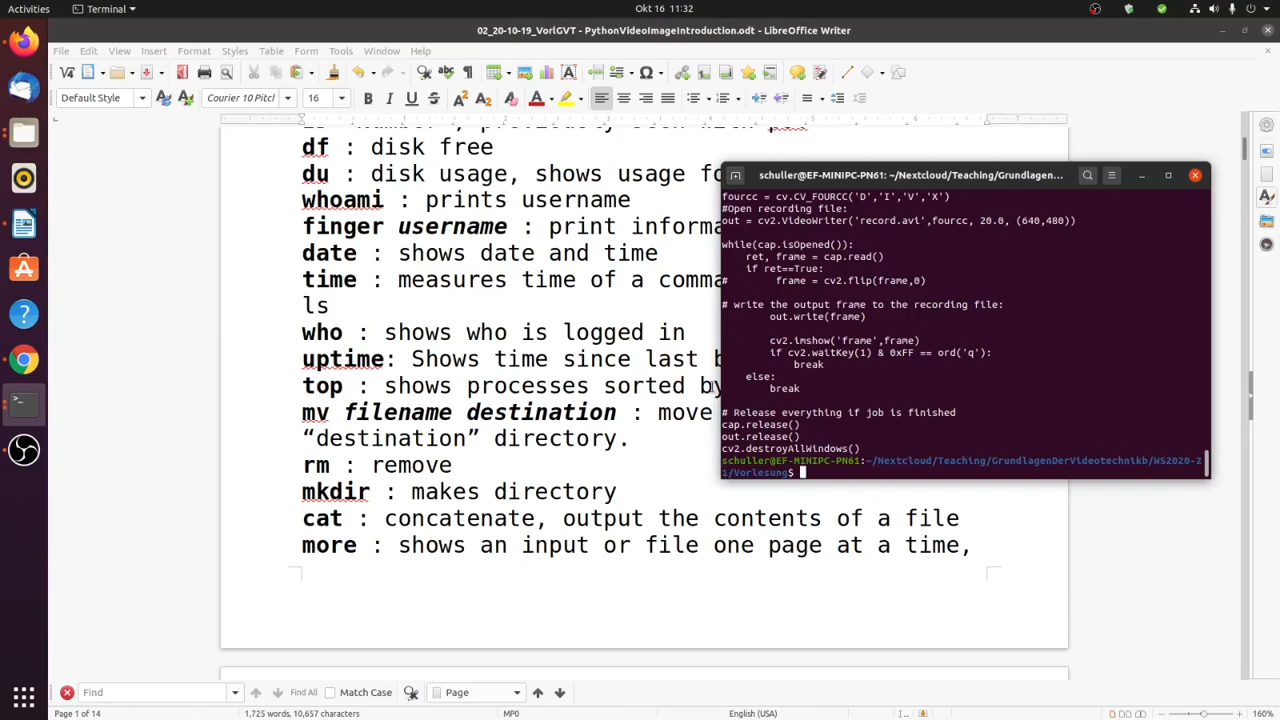 Activities
Terminal
Okt 16 11:32
02_20-10-19_VorlGVT - PythonVideoImageIntroduction.odt - LibreOffice Writer
File Edit View Insert Format Styles Table Form Tools Window Help
Default Style
Courier 10 Pitch
16
df : disk free
du : disk usage, shows usage fo
whoami : prints username
finger username : print informa
date : shows date and time
time : measures time of a comma
ls
who : shows who is logged in
uptime: Shows time since last b
top : shows processes sorted by
mv filename destination : move
“destination” directory.
rm : remove
mkdir : makes directory
cat : concatenate, output the contents of a file
more : shows an input or file one page at a time,
schuller@EF-MINIPC-PN61: ~/Nextcloud/Teaching/Grundlagen...
fourcc = cv.CV_FOURCC('D','I','V','X')
#Open recording file:
out = cv2.VideoWriter('record.avi',fourcc, 20.0, (640,480))
while(cap.isOpened()):
ret, frame = cap.read()
if ret==True:
# frame = cv2.flip(frame,0)
# write the output frame to the recording file:
out.write(frame)
cv2.imshow('frame',frame)
if cv2.waitKey(1) & 0xFF == ord('q'):
break
else:
break
# Release everything if job is finished
cap.release()
out.release()
cv2.destroyAllWindows()
schuller@EF-MINIPC-PN61:~/Nextcloud/Teaching/GrundlagenDerVideotechnikb/WS2020-2
1/Vorlesung$
Find
Find All
Match Case
Page
Page 1 of 14
1,725 words, 10,657 characters
MP0
English (USA)
160%